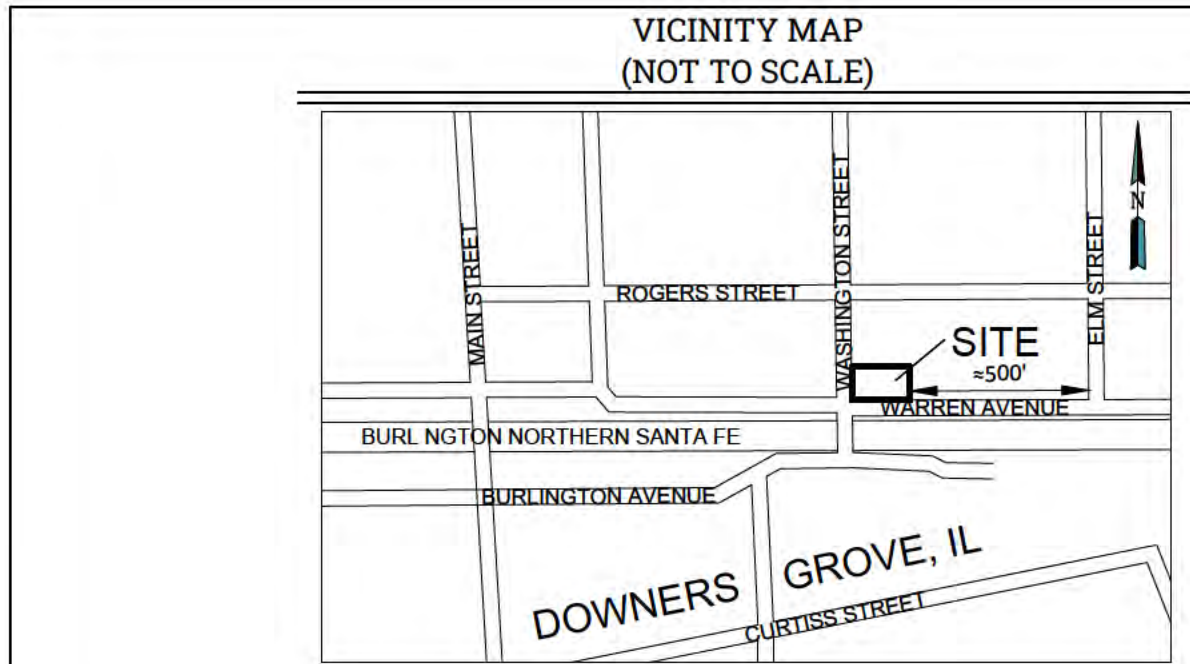 VICINITY MAP
(NOT TO SCALE)
MAIN STREET
WASHINGTON STREET
ELM STREET
N
ROGERS STREET
SITE
≈500'
WARREN AVENUE
BURL NGTON NORTHERN SANTA FE
BURLINGTON AVENUE
DOWNERS GROVE, IL
CURTISS STREET